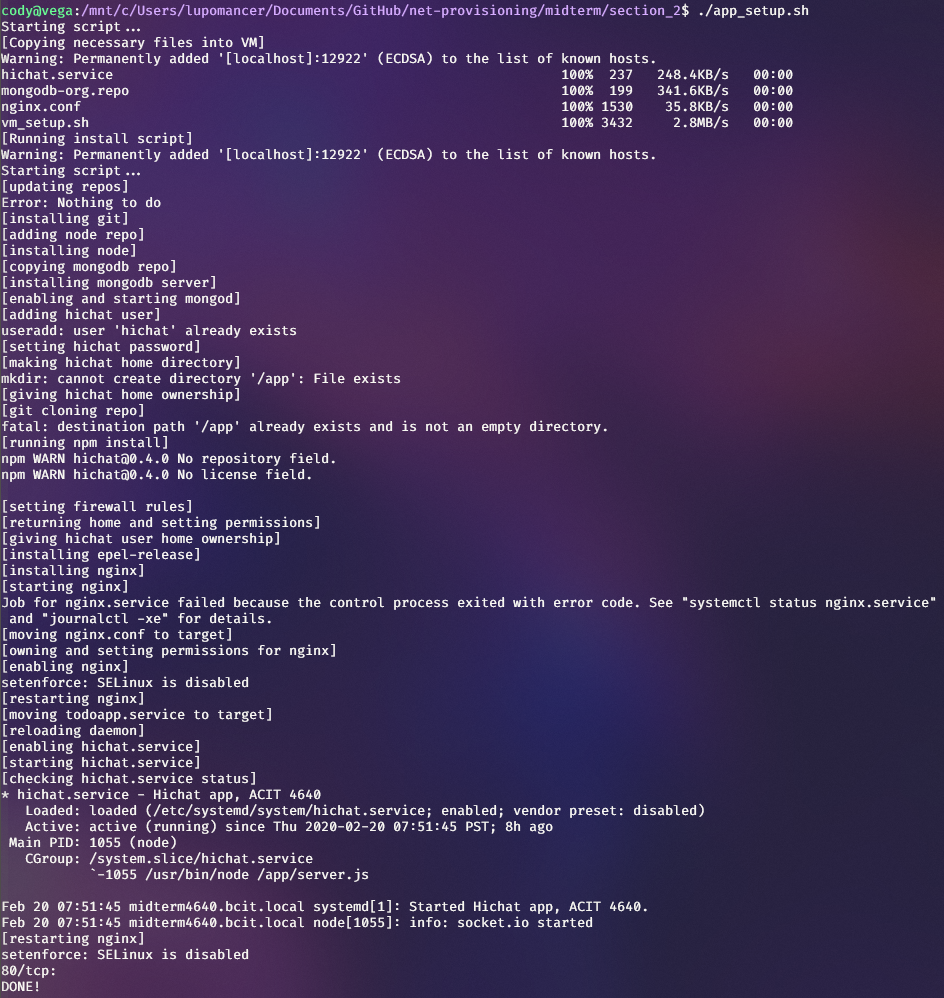 cody@vega:/mnt/c/Users/lupomancer/Documents/GitHub/net-provisioning/midterm/section_2$ ./app_setup.sh
Starting script...
[Copying necessary files into VM]
Warning: Permanently added '[localhost]:12922' (ECDSA) to the list of known hosts.
hichat.service 100% 237 248.4KB/s 00:00
mongodb-org.repo 100% 199 341.6KB/s 00:00
nginx.conf 100% 1530 35.8KB/s 00:00
vm_setup.sh 100% 3432 2.8MB/s 00:00
[Running install script]
Warning: Permanently added '[localhost]:12922' (ECDSA) to the list of known hosts.
Starting script...
[updating repos]
Error: Nothing to do
[installing git]
[adding node repo]
[installing node]
[copying mongodb repo]
[installing mongodb server]
[enabling and starting mongod]
[adding hichat user]
useradd: user 'hichat' already exists
[setting hichat password]
[making hichat home directory]
mkdir: cannot create directory '/app': File exists
[giving hichat home ownership]
[git cloning repo]
fatal: destination path '/app' already exists and is not an empty directory.
[running npm install]
npm WARN hichat@0.4.0 No repository field.
npm WARN hichat@0.4.0 No license field.
[setting firewall rules]
[returning home and setting permissions]
[giving hichat user home ownership]
[installing epel-release]
[installing nginx]
[starting nginx]
Job for nginx.service failed because the control process exited with error code. See "systemctl status nginx.service"
and "journalctl -xe" for details.
[moving nginx.conf to target]
[owning and setting permissions for nginx]
[enabling nginx]
setenforce: SELinux is disabled
[restarting nginx]
[moving todoapp.service to target]
[reloading daemon]
[enabling hichat.service]
[starting hichat.service]
[checking hichat.service status]
* hichat.service - Hichat app, ACIT 4640
Loaded: loaded (/etc/systemd/system/hichat.service; enabled; vendor preset: disabled)
Active: active (running) since Thu 2020-02-20 07:51:45 PST; 8h ago
Main PID: 1055 (node)
CGroup: /system.slice/hichat.service
`-1055 /usr/bin/node /app/server.js
Feb 20 07:51:45 midterm4640.bcit.local systemd[1]: Started Hichat app, ACIT 4640.
Feb 20 07:51:45 midterm4640.bcit.local node[1055]: info: socket.io started
[restarting nginx]
setenforce: SELinux is disabled
80/tcp:
DONE!